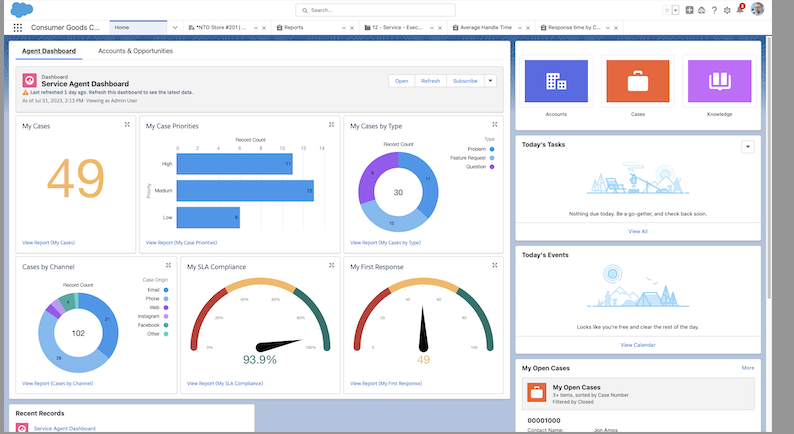 Search...
8
Consumer Goods C...
Home
*NTO Store #201 | ...
Reports
12 - Service - Exec...
Average Handle Time
Response time by C...
Agent Dashboard
Accounts & Opportunities
Dashboard
Service Agent Dashboard
Last refreshed 1 day ago. Refresh this dashboard to see the latest data.
As of Jul 31, 2023, 2:13 PM Viewing as Admin User
Open
Refresh
Subscribe
My Cases
49
View Report (My Cases)
My Case Priorities
Record Count
0 2 4 6 8 10 12 14
Priority
High
11
Medium
13
Low
6
View Report (My Case Priorities)
My Cases by Type
Record Count
Type
Problem
Feature Request
Question
11
10
30
View Report (My Cases by Type)
Cases by Channel
Record Count
Case Origin
Email
Phone
Web
Instagram
Facebook
Other
28
102
View Report (Cases by Channel)
My SLA Compliance
0%
20%
40%
60%
80%
100%
93.9%
View Report (My SLA Compliance)
My First Response
0
20
40
60
80
100
49
View Report (My First Response)
Recent Records
Service Agent Dashboard
Accounts
Cases
Knowledge
Today's Tasks
Nothing due today. Be a go-getter, and check back soon.
View All
Today's Events
Looks like you're free and clear the rest of the day.
View Calendar
My Open Cases
More
My Open Cases
3+ items, sorted by Case Number
Filtered by Closed
00001000
Contact Name:
Jon Amos